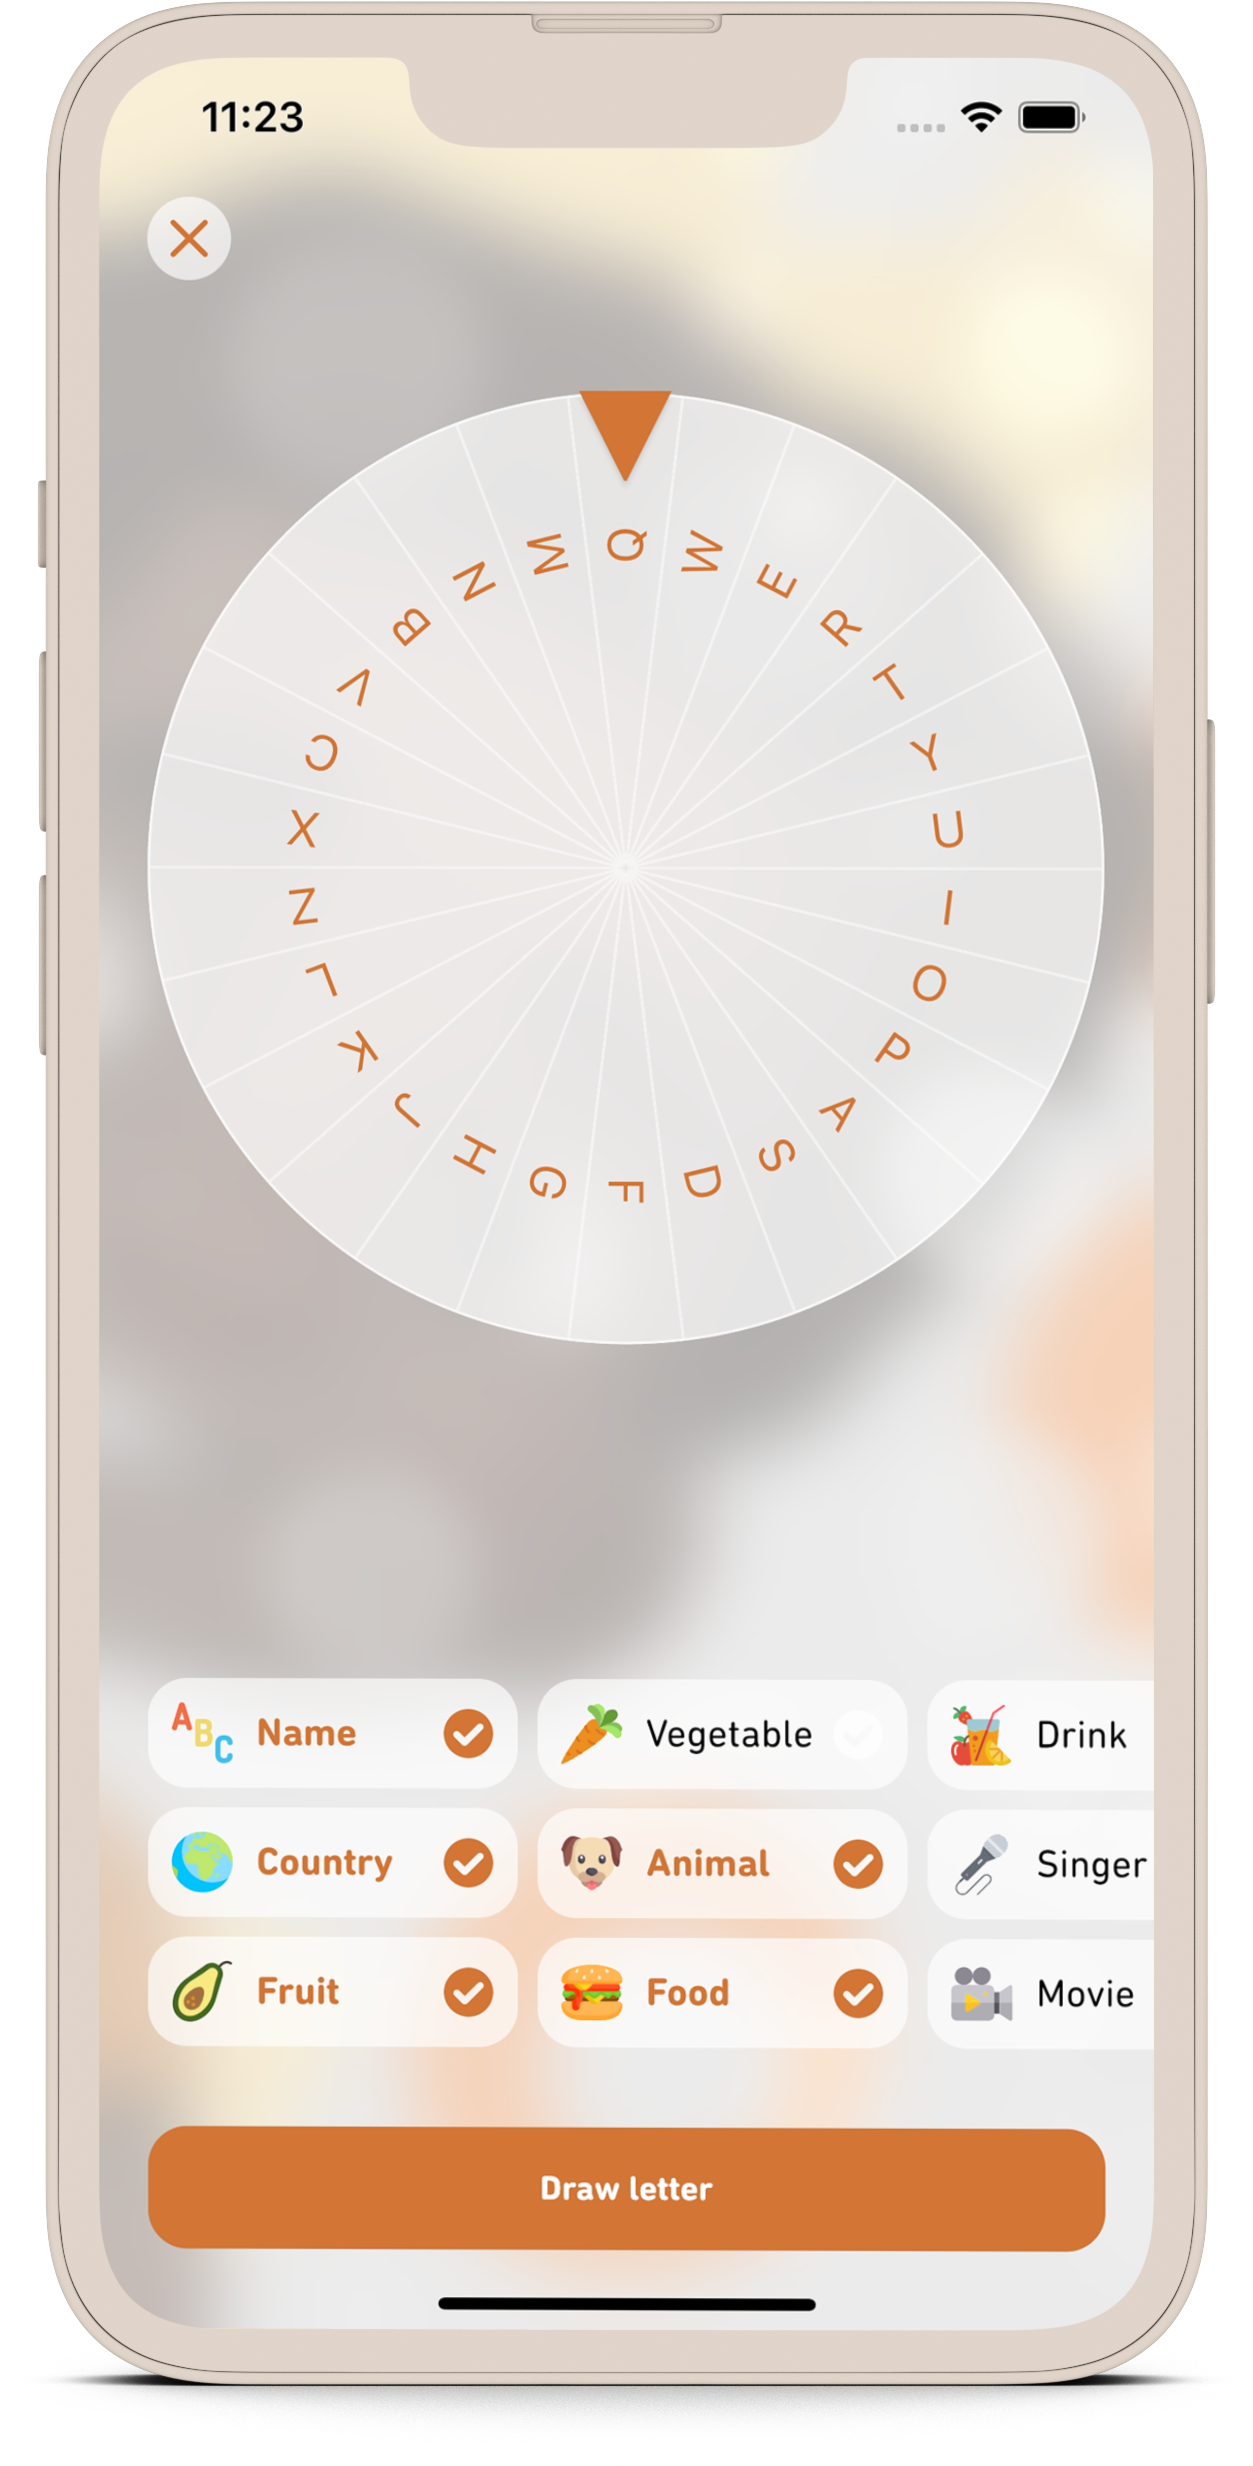 11:23
Q
W
E
R
T
Y
U
I
O
P
A
S
D
F
G
H
J
K
L
Z
X
C
V
B
N
M
ABC Name
Vegetable
Drink
Country
Animal
Singer
Fruit
Food
Movie
Draw letter